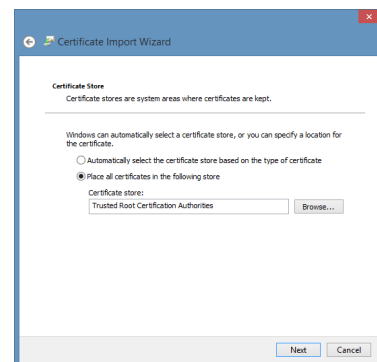 Certificate Import Wizard
Certificate Store
Certificate stores are system areas where certificates are kept.
Windows can automatically select a certificate store, or you can specify a location for
the certificate.
Automatically select the certificate store based on the type of certificate
Place all certificates in the following store
Certificate store:
Trusted Root Certification Authorities
Browse...
Next
Cancel